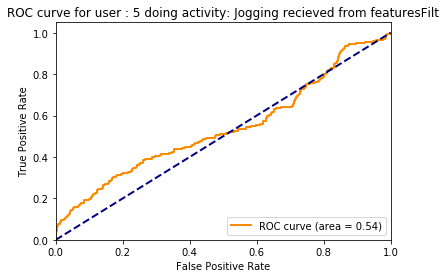 ROC curve for user : 5 doing activity: Jogging recieved from featuresFilt
1.0
0.8
0.6
0.4
0.2
0.0
True Positive Rate
ROC curve (area = 0.54)
0.0 0.2 0.4 0.6 0.8 1.0
False Positive Rate